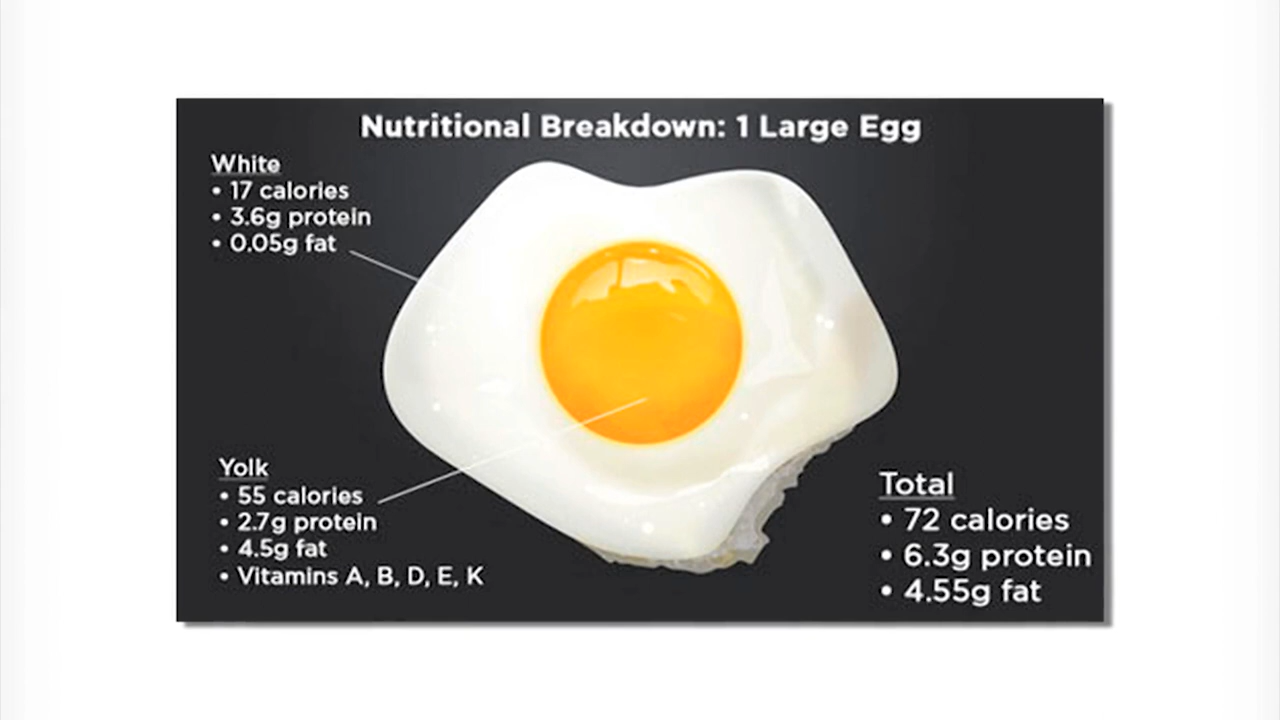 Nutritional Breakdown: 1 Large Egg
White
• 17 calories
• 3.6g protein
• 0.05g fat
Yolk
• 55 calories
• 2.7g protein
• 4.5g fat
• Vitamins A, B, D, E, K
Total
• 72 calories
• 6.3g protein
• 4.55g fat